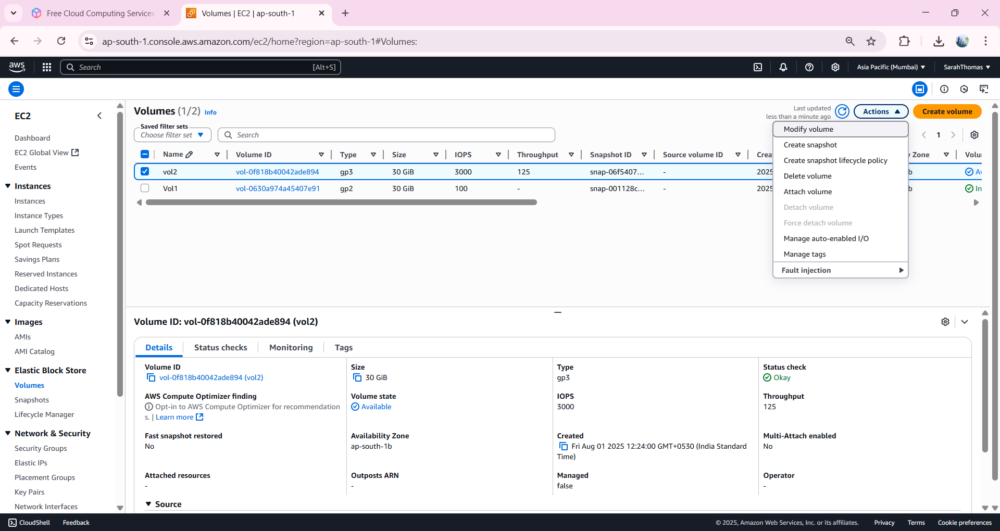 Free Cloud Computing Services
Volumes | EC2 | ap-south-1
ap-south-1.console.aws.amazon.com/ec2/home?region=ap-south-1#Volumes:
aws
Search [Alt+S]
Asia Pacific (Mumbai)
SarahThomas
EC2
Dashboard
EC2 Global View
Events
Instances
Instances
Instance Types
Launch Templates
Spot Requests
Savings Plans
Reserved Instances
Dedicated Hosts
Capacity Reservations
Images
AMIs
AMI Catalog
Elastic Block Store
Volumes
Snapshots
Lifecycle Manager
Network & Security
Security Groups
Elastic IPs
Placement Groups
Key Pairs
Network Interfaces
Volumes (1/2) Info
Last updated
less than a minute ago
Actions
Create volume
Saved filter sets
Choose filter set
Search
1
Name Volume ID Type Size IOPS Throughput Snapshot ID Source volume ID Crea Zone Volu
vol2 vol-0f818b40042ade894 gp3 30 GiB 3000 125 snap-06f5407... - 2025 b Av
Vol1 vol-0630a974a45407e91 gp2 30 GiB 100 - snap-001128c... - 2025 b In
Modify volume
Create snapshot
Create snapshot lifecycle policy
Delete volume
Attach volume
Detach volume
Force detach volume
Manage auto-enabled I/O
Manage tags
Fault injection
Volume ID: vol-0f818b40042ade894 (vol2)
Details Status checks Monitoring Tags
Volume ID
vol-0f818b40042ade894 (vol2)
Size
30 GiB
Type
gp3
Status check
Okay
AWS Compute Optimizer finding
Opt-in to AWS Compute Optimizer for recommendation
s. | Learn more
Volume state
Available
IOPS
3000
Throughput
125
Fast snapshot restored
No
Availability Zone
ap-south-1b
Created
Fri Aug 01 2025 12:24:00 GMT+0530 (India Standard
Time)
Multi-Attach enabled
No
Attached resources
-
Outposts ARN
-
Managed
false
Operator
-
Source
CloudShell Feedback
© 2025, Amazon Web Services, Inc. or its affiliates. Privacy Terms Cookie preferences